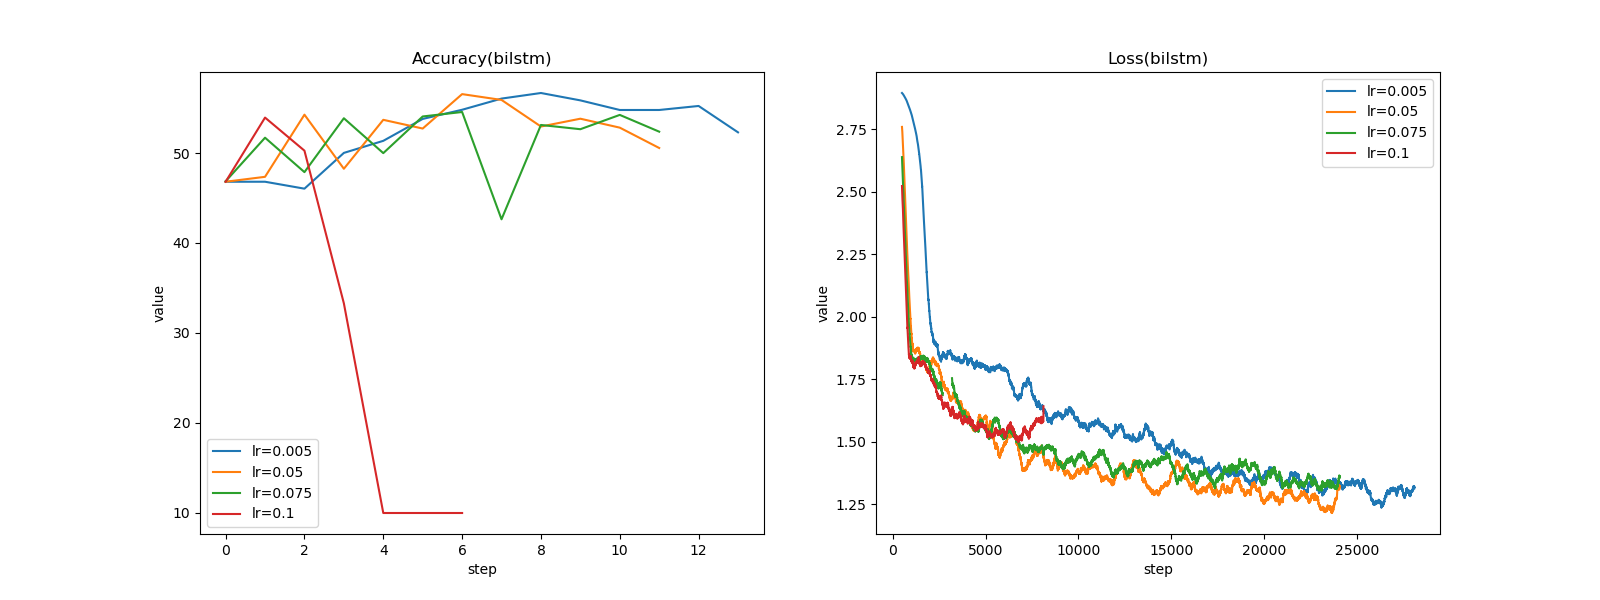 Accuracy(bilstm)
value
50
40
30
20
10
lr=0.005
lr=0.05
lr=0.075
lr=0.1
0 2 4 6 8 10 12
step
Loss(bilstm)
value
2.75
2.50
2.25
2.00
1.75
1.50
1.25
lr=0.005
lr=0.05
lr=0.075
lr=0.1
0 5000 10000 15000 20000 25000
step